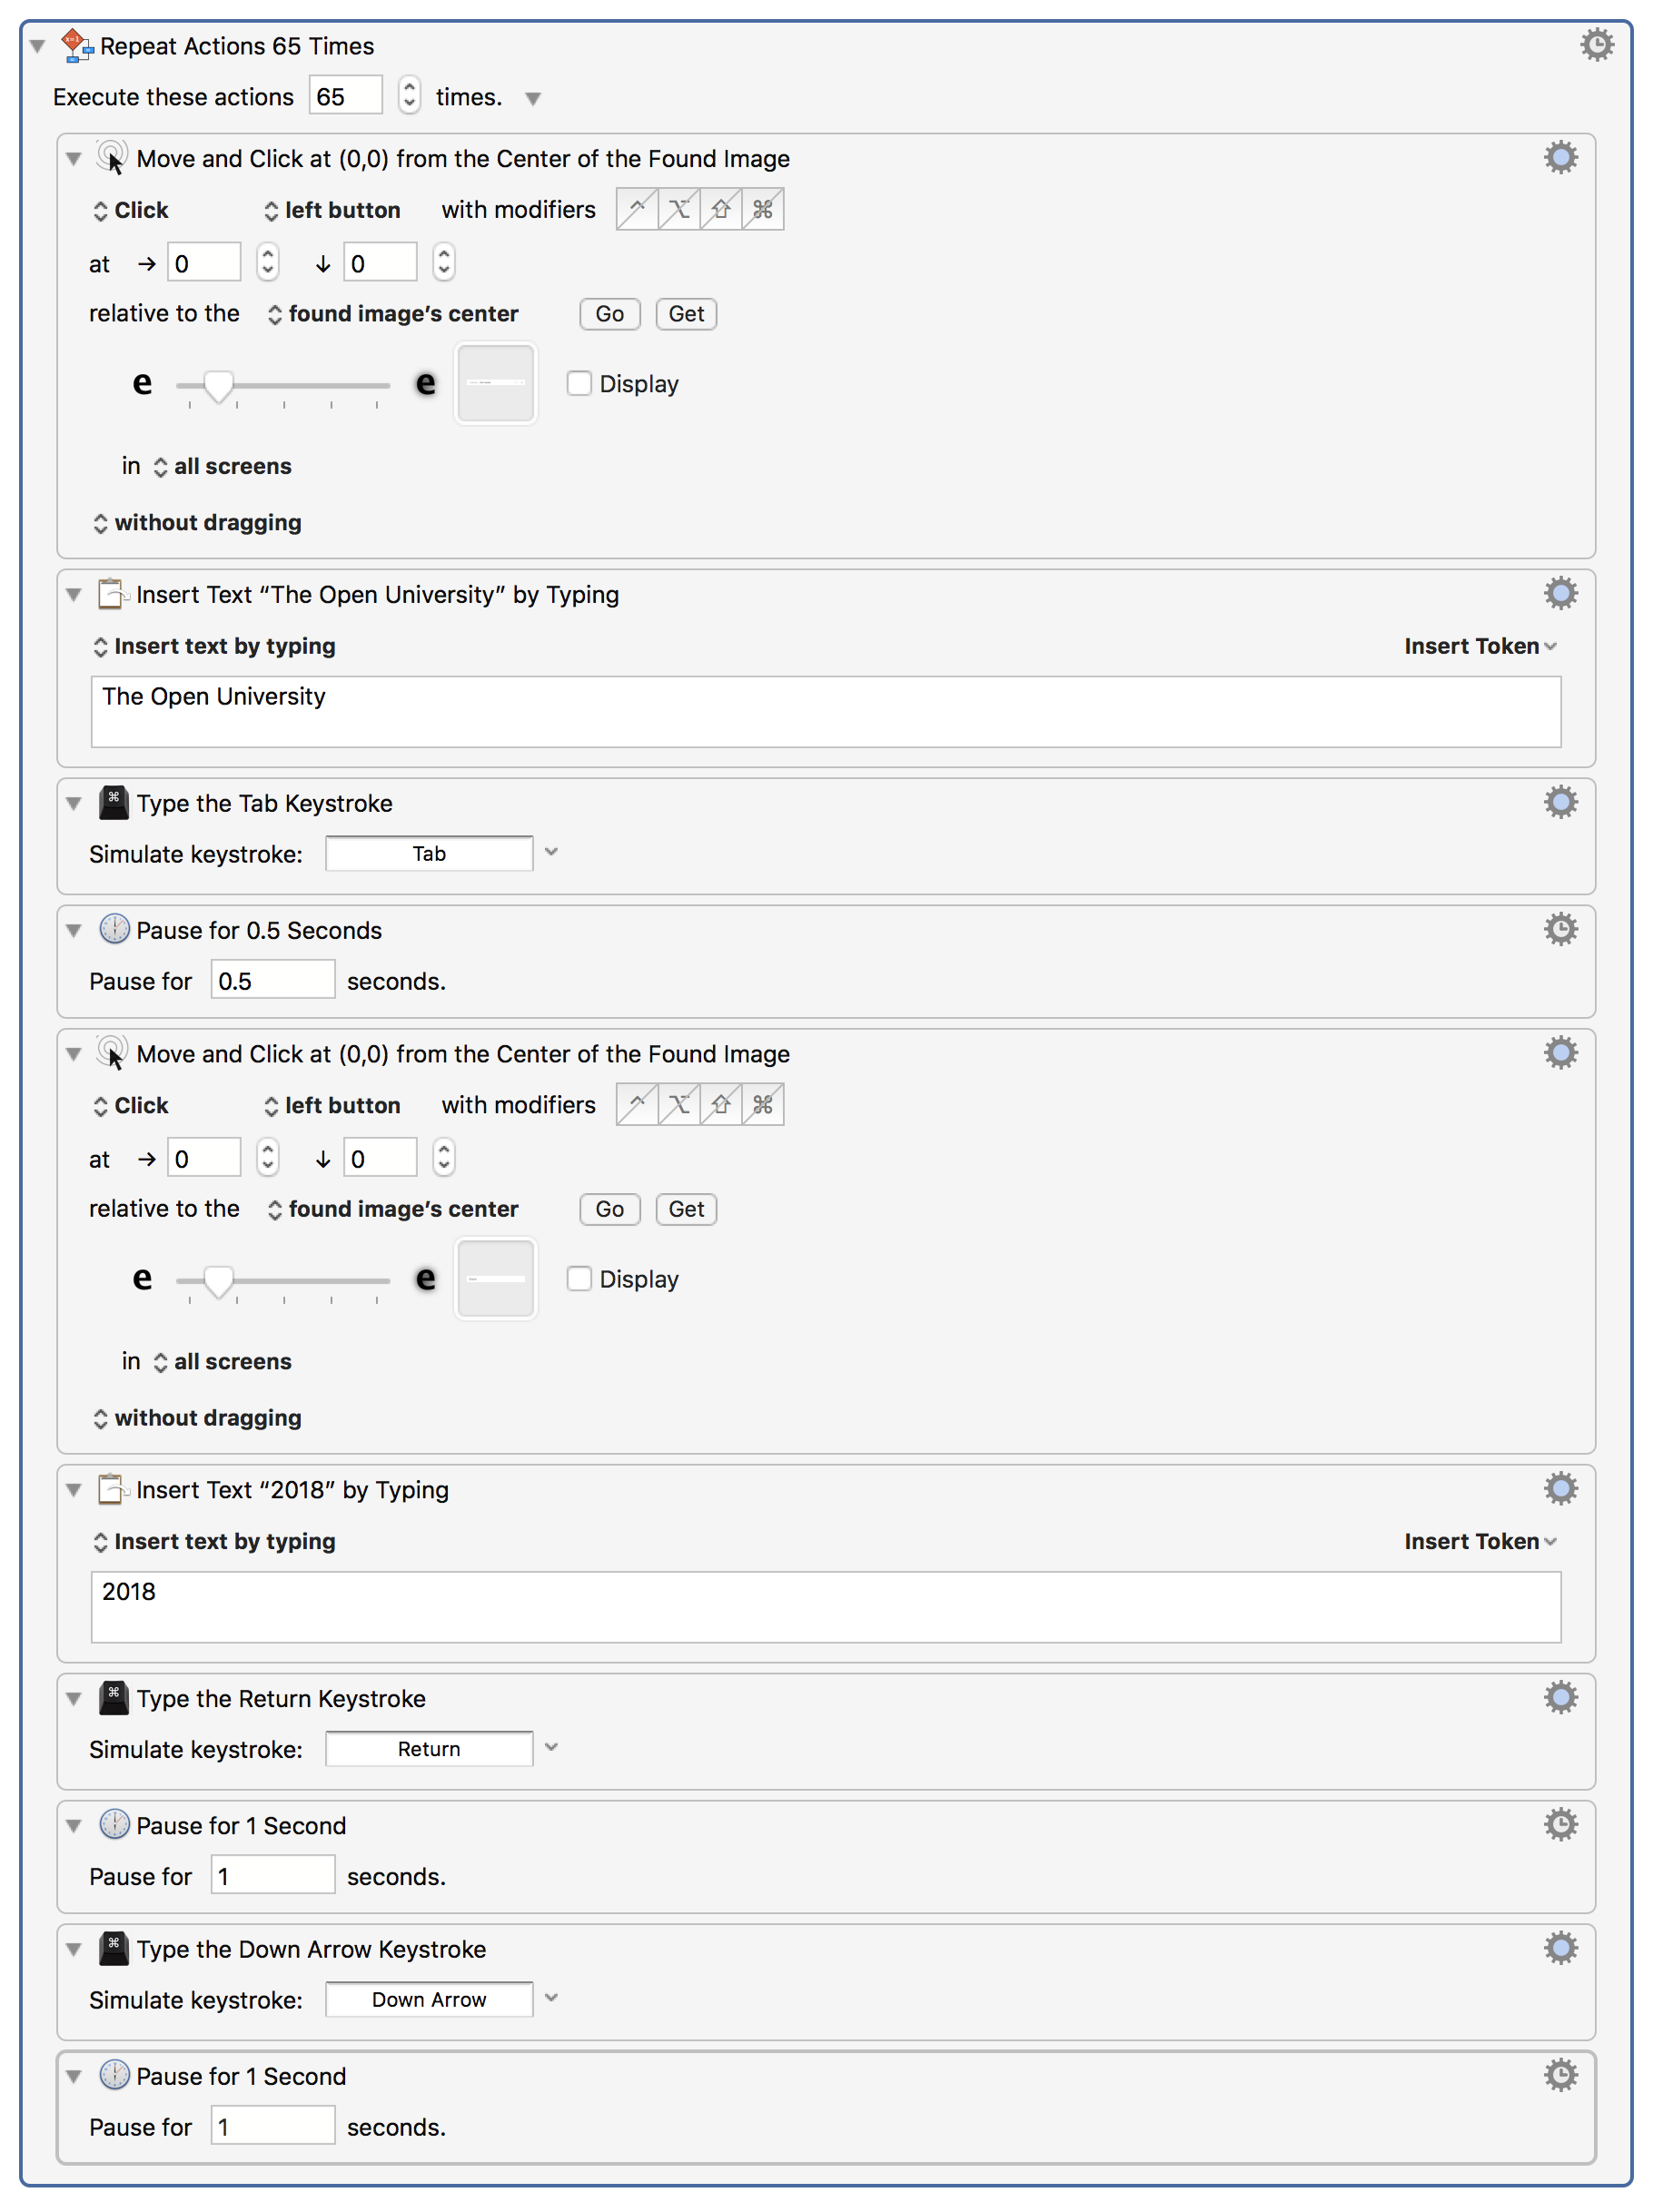 Repeat Actions 65 Times
Execute these actions 65 times.
Move and Click at (0,0) from the Center of the Found Image
Click left button with modifiers ^ ⌥ ⇧ ⌘
at → 0 ↓ 0
relative to the found image’s center Go Get
e e Display
in all screens
without dragging
Insert Text “The Open University” by Typing
Insert text by typing Insert Token
The Open University
Type the Tab Keystroke
Simulate keystroke: Tab
Pause for 0.5 Seconds
Pause for 0.5 seconds.
Move and Click at (0,0) from the Center of the Found Image
Click left button with modifiers ^ ⌥ ⇧ ⌘
at → 0 ↓ 0
relative to the found image’s center Go Get
e e Display
in all screens
without dragging
Insert Text “2018” by Typing
Insert text by typing Insert Token
2018
Type the Return Keystroke
Simulate keystroke: Return
Pause for 1 Second
Pause for 1 seconds.
Type the Down Arrow Keystroke
Simulate keystroke: Down Arrow
Pause for 1 Second
Pause for 1 seconds.